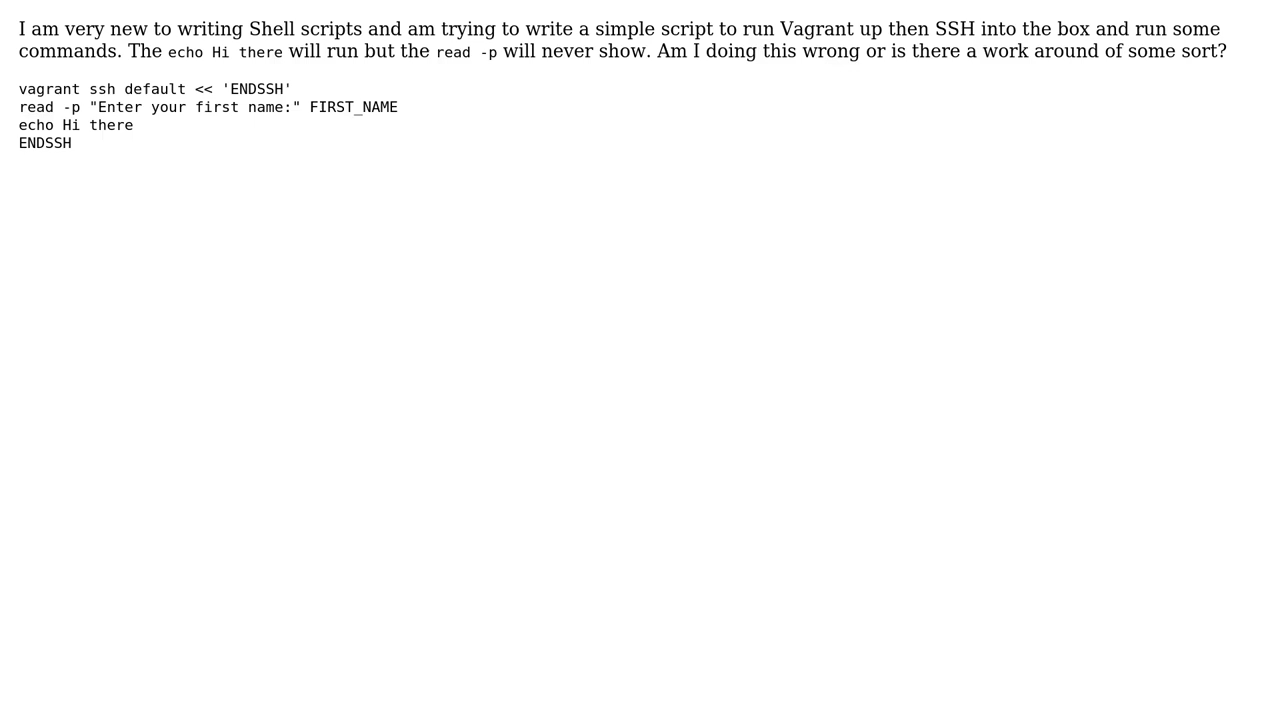 I am very new to writing Shell scripts and am trying to write a simple script to run Vagrant up then SSH into the box and run some
commands. The echo Hi there will run but the read -p will never show. Am I doing this wrong or is there a work around of some sort?
vagrant ssh default << 'ENDSSH'
read -p "Enter your first name:" FIRST_NAME
echo Hi there
ENDSSH